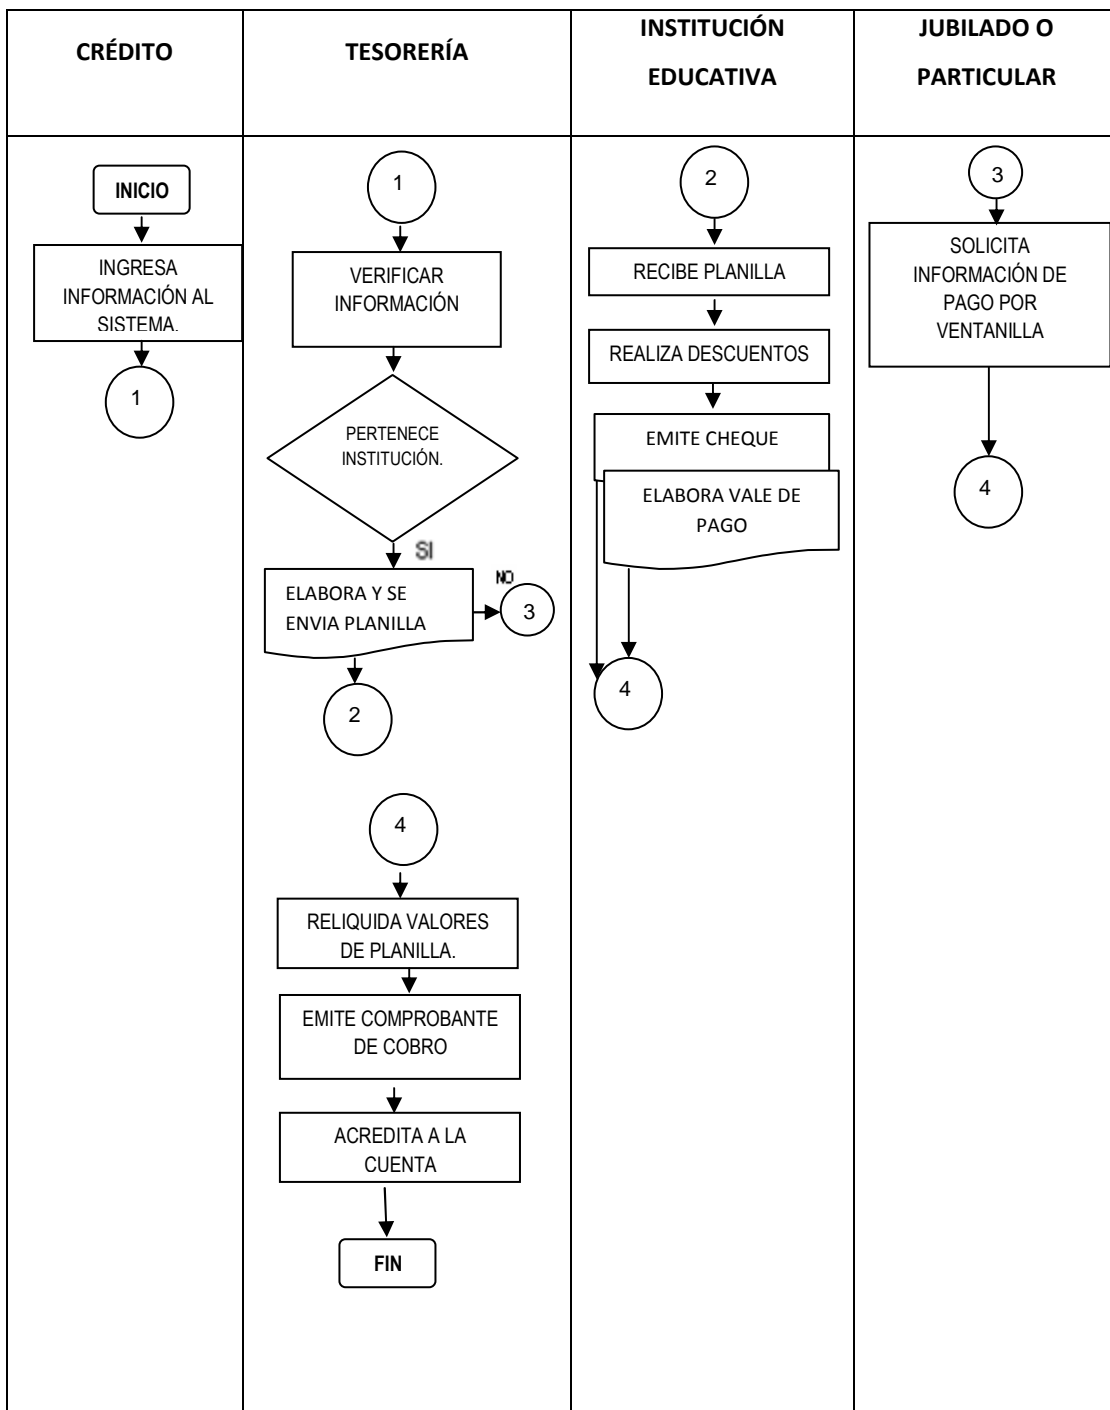 CRÉDITO
TESORERÍA
INSTITUCIÓN
EDUCATIVA
JUBILADO O
PARTICULAR
INICIO
INGRESA
INFORMACIÓN AL
SISTEMA.
1
1
VERIFICAR
INFORMACIÓN
PERTENECE
INSTITUCIÓN.
SI
ELABORA Y SE
ENVIA PLANILLA
NO
3
2
4
RELIQUIDA VALORES
DE PLANILLA.
EMITE COMPROBANTE
DE COBRO
ACREDITA A LA
CUENTA
FIN
2
RECIBE PLANILLA
REALIZA DESCUENTOS
EMITE CHEQUE
ELABORA VALE DE
PAGO
4
3
SOLICITA
INFORMACIÓN DE
PAGO POR
VENTANILLA
4